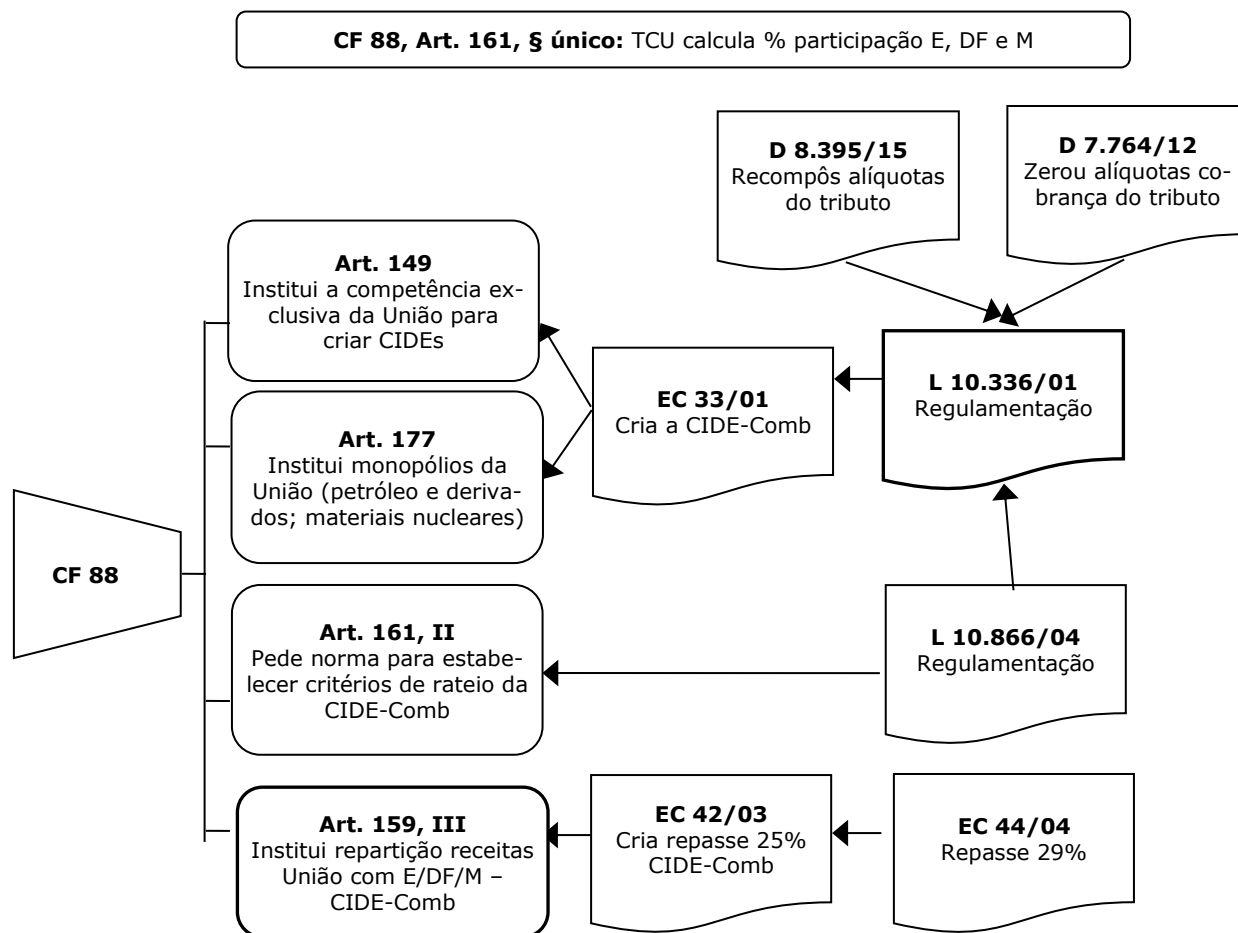 CF 88, Art. 161, § único: TCU calcula % participação E, DF e M
D 8.395/15
Recompôs alíquotas
do tributo
D 7.764/12
Zerou alíquotas co-
brança do tributo
Art. 149
Institui a competência ex-
clusiva da União para
criar CIDEs
EC 33/01
Cria a CIDE-Comb
L 10.336/01
Regulamentação
Art. 177
Institui monopólios da
União (petróleo e deriva-
dos; materiais nucleares)
CF 88
Art. 161, II
Pede norma para estabe-
lecer critérios de rateio da
CIDE-Comb
L 10.866/04
Regulamentação
Art. 159, III
Institui repartição receitas
União com E/DF/M –
CIDE-Comb
EC 42/03
Cria repasse 25%
CIDE-Comb
EC 44/04
Repasse 29%